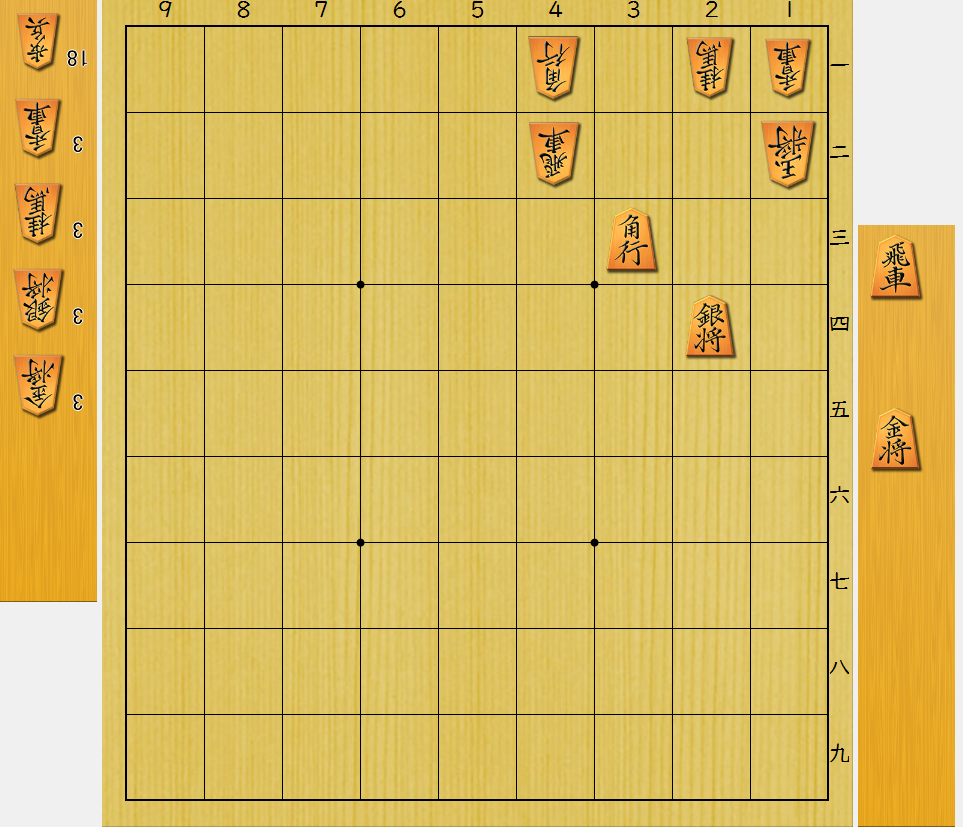 9 8 7 6 5 4 3 2 1
歩兵 18
香車 3
桂馬 3
銀将 3
金将 3
角行 桂馬 香車 一
飛車 玉将 二
角行 三
銀将 四
五
六
七
八
九
飛車
金将